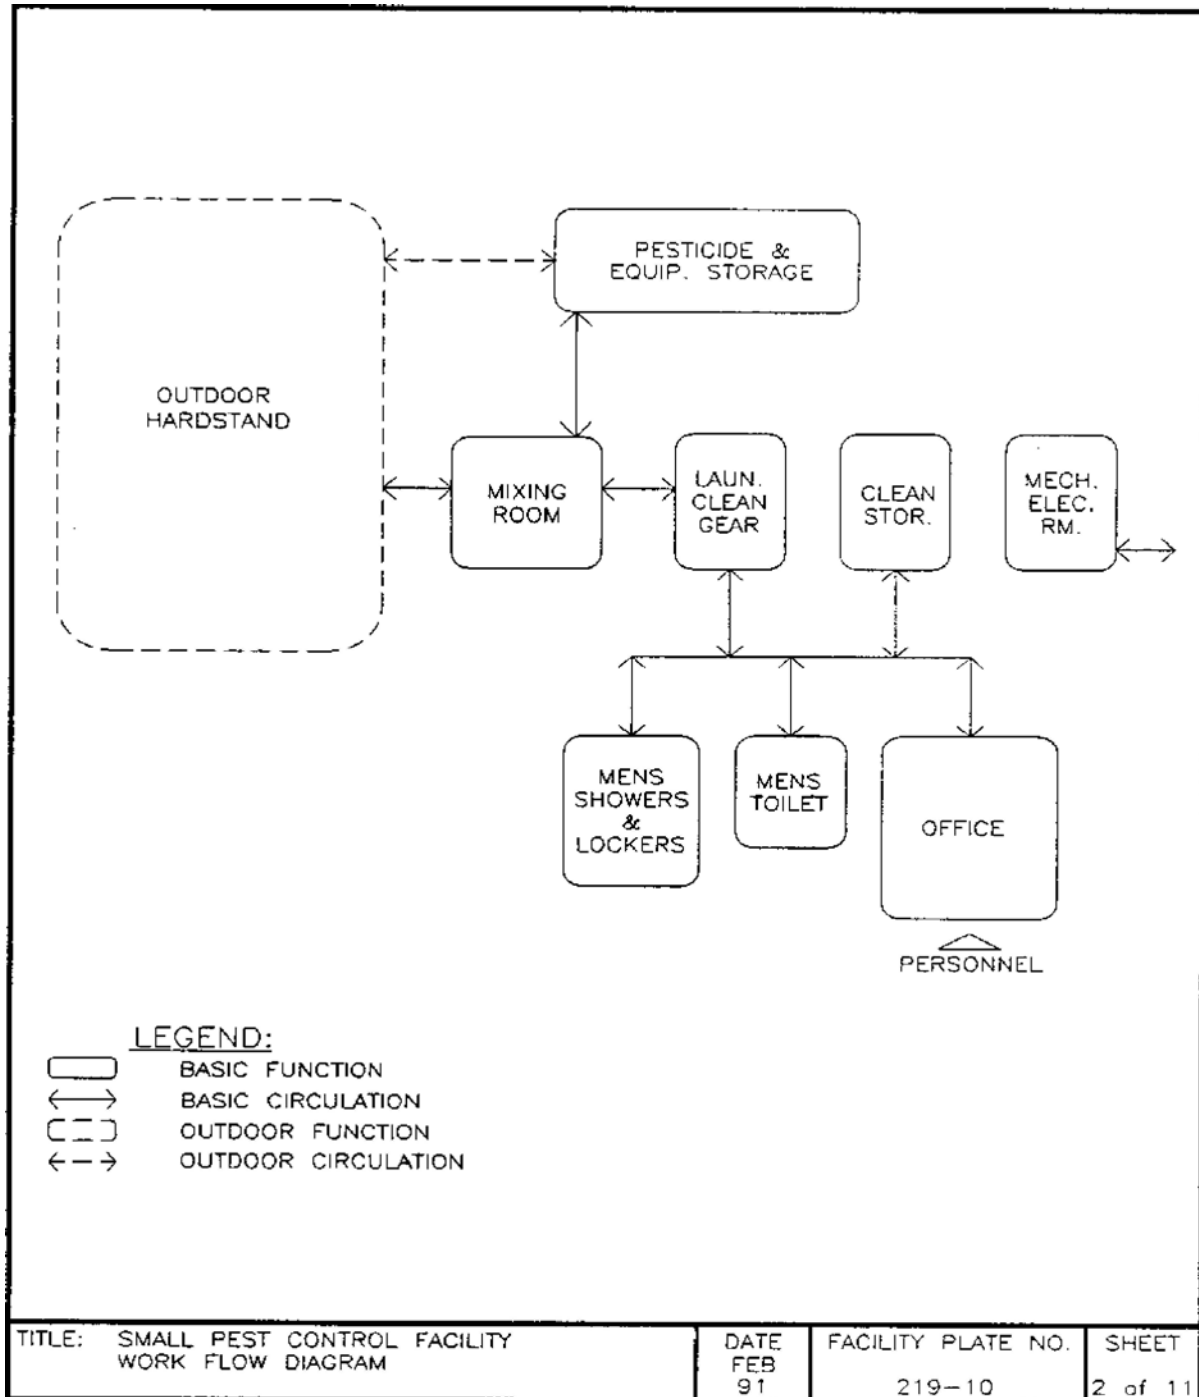 PESTICIDE &
EQUIP. STORAGE
OUTDOOR
HARDSTAND
MIXING
ROOM
LAUN.
CLEAN
GEAR
CLEAN
STOR.
MECH.
ELEC.
RM.
MENS
SHOWERS
&
LOCKERS
MENS
TOILET
OFFICE
PERSONNEL
LEGEND:
BASIC FUNCTION
BASIC CIRCULATION
OUTDOOR FUNCTION
OUTDOOR CIRCULATION
TITLE: SMALL PEST CONTROL FACILITY
WORK FLOW DIAGRAM
DATE
FEB
91
FACILITY PLATE NO.
219-10
SHEET
2 of 11